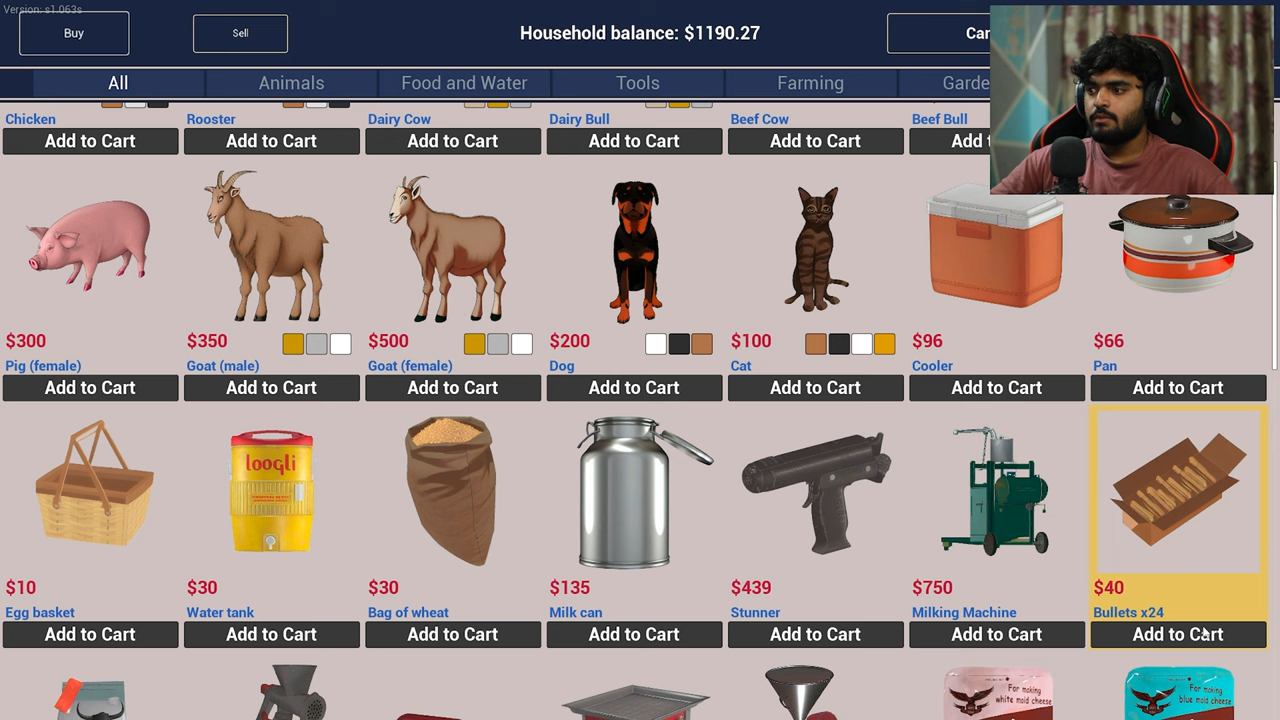 Version: s1.063s
Buy
Sell
Household balance: $1190.27
All
Animals
Food and Water
Tools
Farming
Chicken
Rooster
Dairy Cow
Dairy Bull
Beef Cow
Beef Bull
Add to Cart
Add to Cart
Add to Cart
Add to Cart
Add to Cart
$300
$350
$500
$200
$100
$96
$66
Pig (female)
Goat (male)
Goat (female)
Dog
Cat
Cooler
Pan
Add to Cart
Add to Cart
Add to Cart
Add to Cart
Add to Cart
Add to Cart
Add to Cart
loogli
$10
$30
$30
$135
$439
$750
$40
Egg basket
Water tank
Bag of wheat
Milk can
Stunner
Milking Machine
Bullets x24
Add to Cart
Add to Cart
Add to Cart
Add to Cart
Add to Cart
Add to Cart
Add to Cart
For making
white mold cheese
For making
blue mold cheese